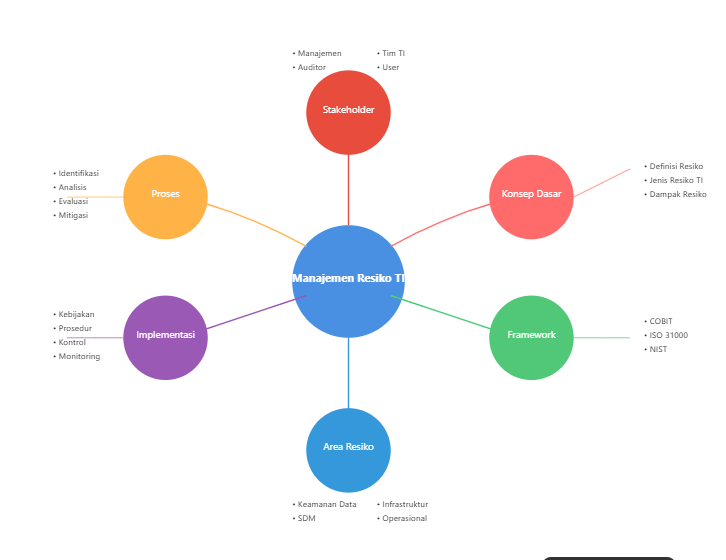 • Manajemen • Tim TI
• Auditor • User
Stakeholder
• Identifikasi
• Analisis
• Evaluasi
• Mitigasi
Proses
Konsep Dasar
• Definisi Resiko
• Jenis Resiko TI
• Dampak Resiko
Manajemen Resiko TI
• Kebijakan
• Prosedur
• Kontrol
• Monitoring
Implementasi
Framework
• COBIT
• ISO 31000
• NIST
Area Resiko
• Keamanan Data • Infrastruktur
• SDM • Operasional